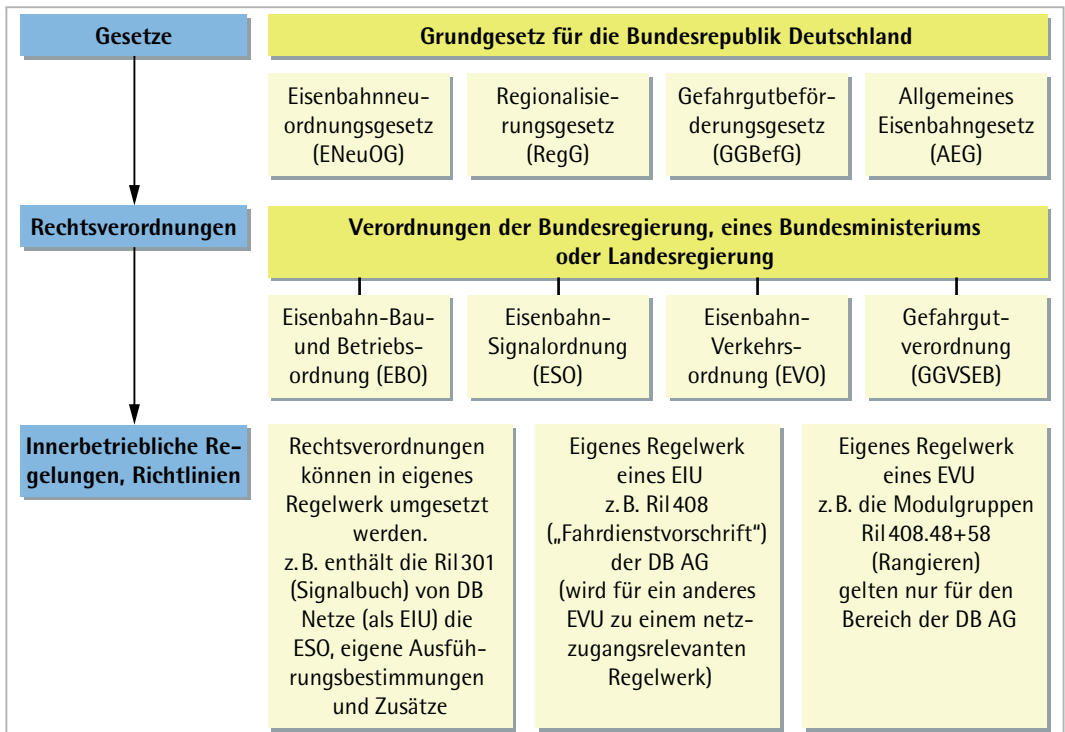 Gesetze
Grundgesetz für die Bundesrepublik Deutschland
Eisenbahnneu-
ordnungsgesetz
(ENeuOG)
Regionalisie-
rungsgesetz
(RegG)
Gefahrgutbeför-
derungsgesetz
(GGBefG)
Allgemeines
Eisenbahngesetz
(AEG)
Rechtsverordnungen
Verordnungen der Bundesregierung, eines Bundesministeriums
oder Landesregierung
Eisenbahn-Bau-
und Betriebs-
ordnung (EBO)
Eisenbahn-
Signalordnung
(ESO)
Eisenbahn-
Verkehrs-
ordnung (EVO)
Gefahrgut-
verordnung
(GGVSEB)
Innerbetriebliche Re-
gelungen, Richtlinien
Rechtsverordnungen
können in eigenes
Regelwerk umgesetzt
werden.
z.B. enthält die Ril 301
(Signalbuch) von DB
Netze (als EIU) die
ESO, eigene Ausfüh-
rungsbestimmungen
und Zusätze
Eigenes Regelwerk
eines EIU
z.B. Ril 408
(„Fahrdienstvorschrift")
der DB AG
(wird für ein anderes
EVU zu einem netz-
zugangsrelevanten
Regelwerk)
Eigenes Regelwerk
eines EVU
z.B. die Modulgruppen
Ril 408.48+58
(Rangieren)
gelten nur für den
Bereich der DB AG